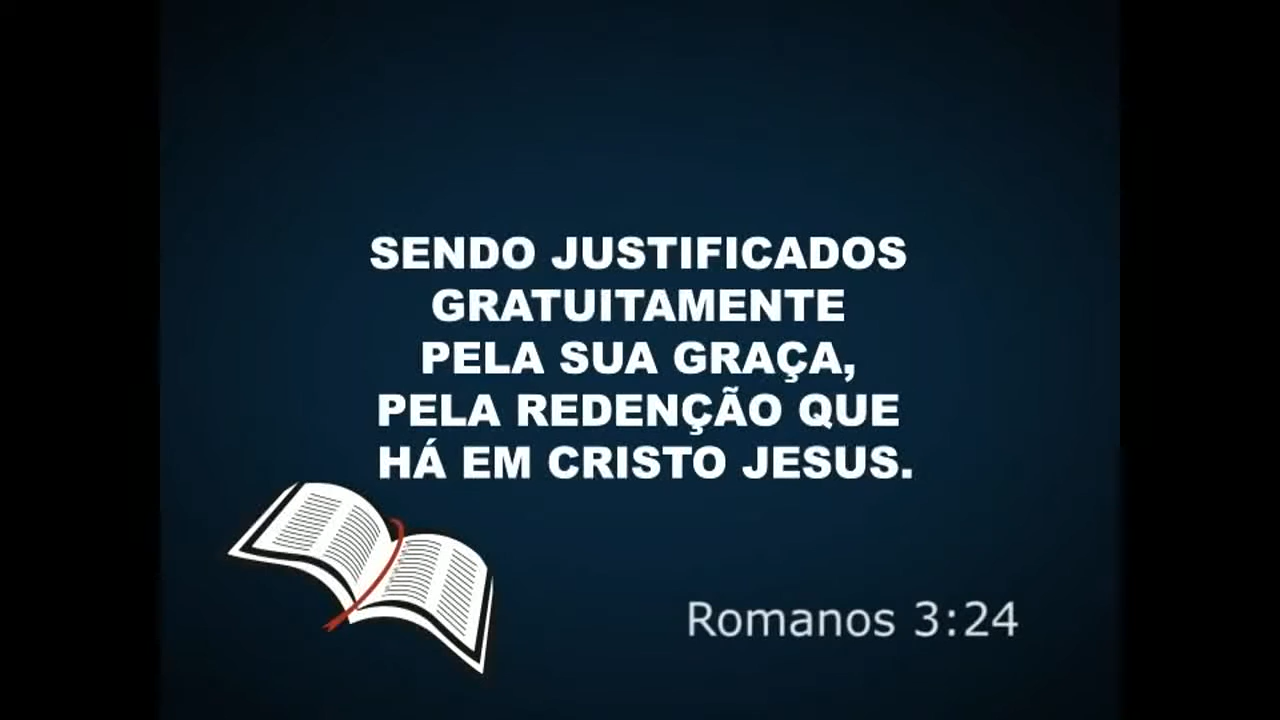 SENDO JUSTIFICADOS
GRATUITAMENTE
PELA SUA GRAÇA,
PELA REDENÇÃO QUE
HÁ EM CRISTO JESUS.
Romanos 3:24